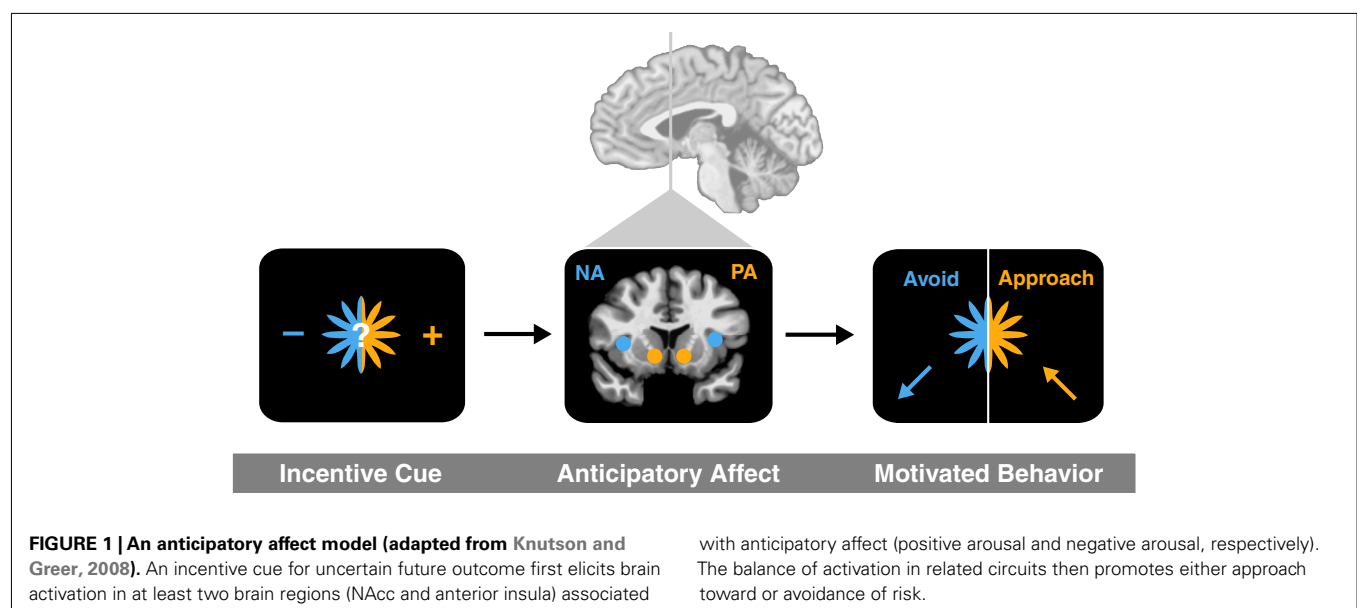 NA PA
− ? +
Avoid Approach
Incentive Cue Anticipatory Affect Motivated Behavior
FIGURE 1 | An anticipatory affect model (adapted from Knutson and
Greer, 2008). An incentive cue for uncertain future outcome first elicits brain
activation in at least two brain regions (NAcc and anterior insula) associated
with anticipatory affect (positive arousal and negative arousal, respectively).
The balance of activation in related circuits then promotes either approach
toward or avoidance of risk.